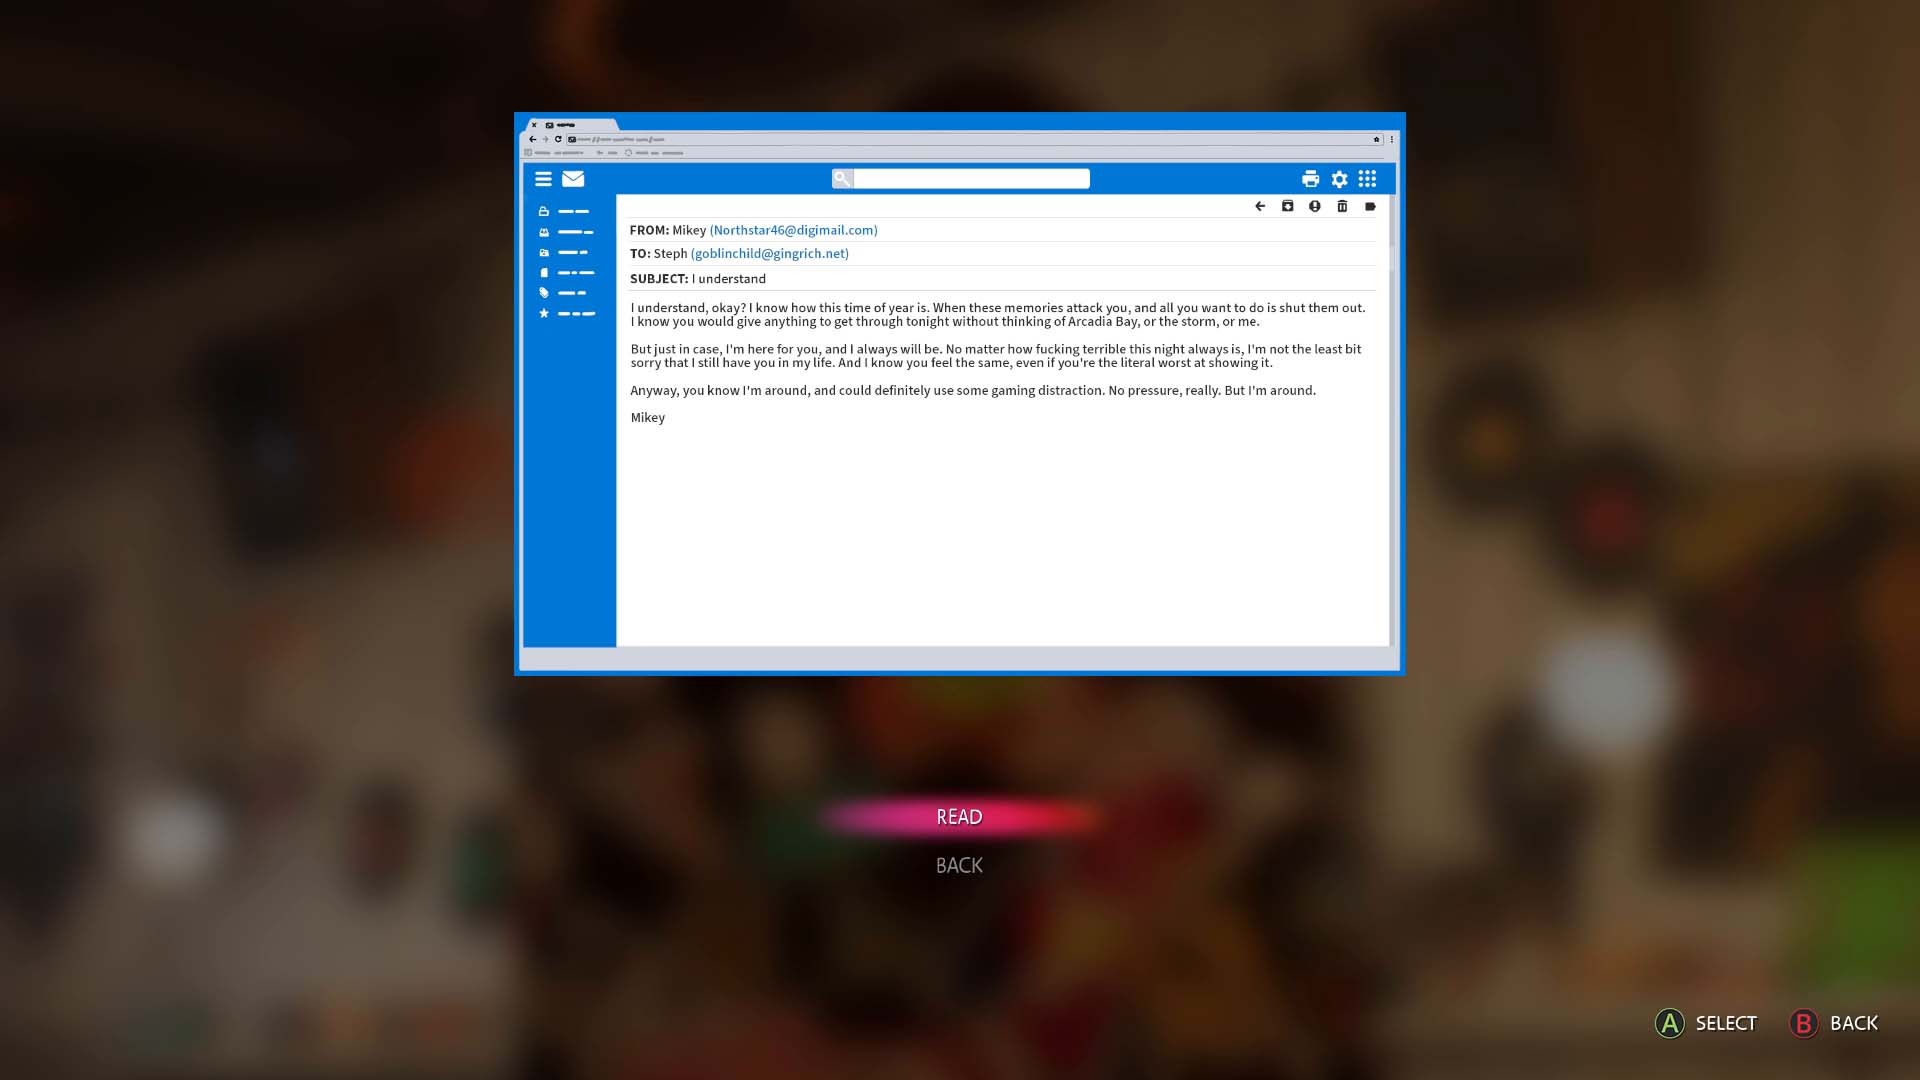 FROM: Mikey (Northstar46@digimail.com)
TO: Steph (goblinchild@gingrich.net)
SUBJECT: I understand
I understand, okay? I know how this time of year is. When these memories attack you, and all you want to do is shut them out.
I know you would give anything to get through tonight without thinking of Arcadia Bay, or the storm, or me.
But just in case, I'm here for you, and I always will be. No matter how fucking terrible this night always is, I'm not the least bit
sorry that I still have you in my life. And I know you feel the same, even if you're the literal worst at showing it.
Anyway, you know I'm around, and could definitely use some gaming distraction. No pressure, really. But I'm around.
Mikey
READ
BACK
A SELECT B BACK